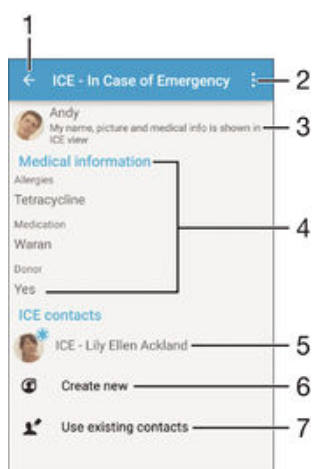 1
ICE - In Case of Emergency
2
Andy
My name, picture and medical info is shown in
ICE view
3
Medical information
Allergies
Tetracycline
Medication
Waran
4
Donor
Yes
ICE contacts
ICE - Lily Ellen Ackland
5
Create new
6
Use existing contacts
7